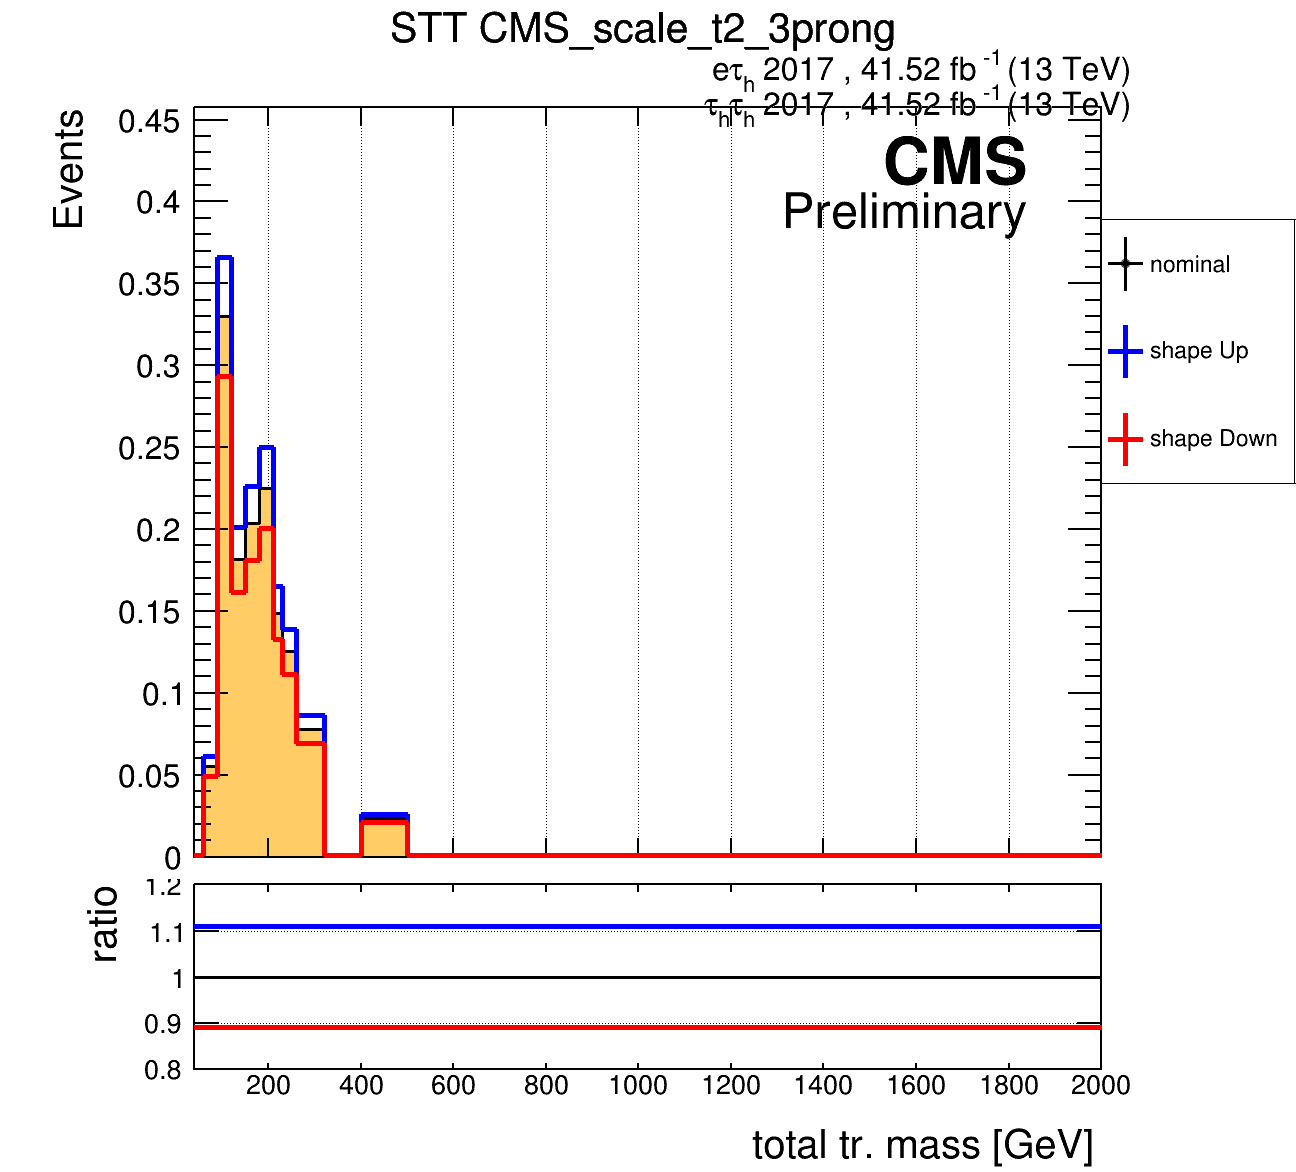 STT CMS_scale_t2_3prong
eτh 2017 , 41.52 fb -1 (13 TeV)
τhτh 2017 , 41.52 fb -1 (13 TeV)
CMS
Preliminary
Events
0.45
0.4
0.35
0.3
0.25
0.2
0.15
0.1
0.05
0
nominal
shape Up
shape Down
ratio
1.2
1.1
1
0.9
0.8
200 400 600 800 1000 1200 1400 1600 1800 2000
total tr. mass [GeV]